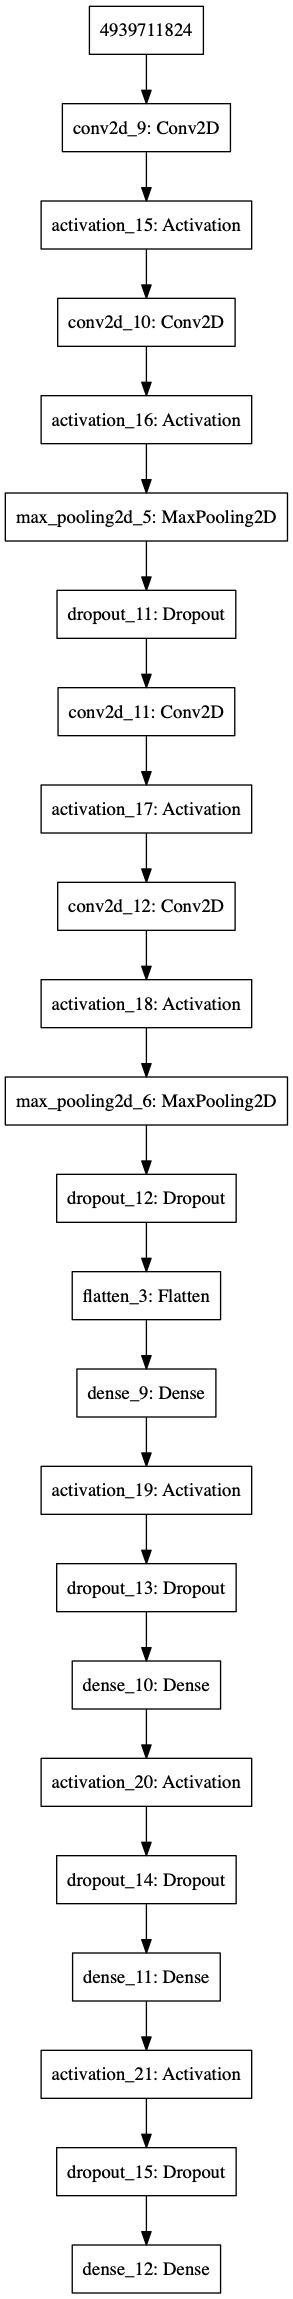 4939711824
conv2d_9: Conv2D
activation_15: Activation
conv2d_10: Conv2D
activation_16: Activation
max_pooling2d_5: MaxPooling2D
dropout_11: Dropout
conv2d_11: Conv2D
activation_17: Activation
conv2d_12: Conv2D
activation_18: Activation
max_pooling2d_6: MaxPooling2D
dropout_12: Dropout
flatten_3: Flatten
dense_9: Dense
activation_19: Activation
dropout_13: Dropout
dense_10: Dense
activation_20: Activation
dropout_14: Dropout
dense_11: Dense
activation_21: Activation
dropout_15: Dropout
dense_12: Dense